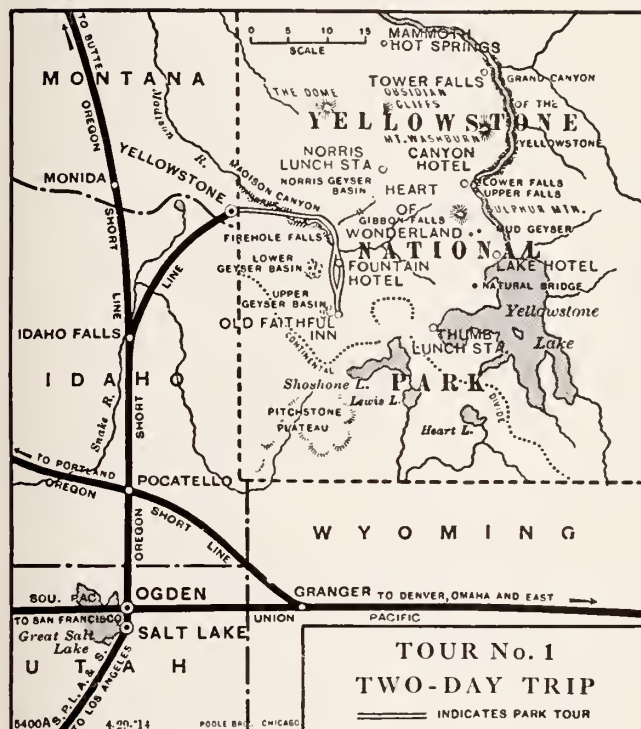 TO BUTTE
0 5 10 15
SCALE
MAMMOTH
HOT SPRINGS
MONTANA
TOWER FALLS
GRAND CANYON
OF THE
YELLOWSTONE
THE DOME
OBSIDIAN
CLIFFS
OREGON
Madison
R.
YELLOWSTONE
MT. WASHBURN
NORRIS
LUNCH STA
CANYON
HOTEL
YELLOWSTONE
MADISON CANYON
NORRIS GEYSER BASIN
HEART
OF
WONDERLAND
LOWER FALLS
UPPER FALLS
MONIDA
SHORT
LINE
GIBBON FALLS
SULPHUR MTN.
MUD GEYSER
FIREHOLE FALLS
NATIONAL
LOWER
GEYSER BASIN
FOUNTAIN
HOTEL
LAKE HOTEL
NATURAL BRIDGE
SHORT
LINE
UPPER
GEYSER BASIN
OLD FAITHFUL
INN
Yellowstone
Lake
IDAHO FALLS
CONTINENTAL
DIVIDE
THUMB
LUNCH STA
IDAHO
Shoshone L.
PARK
Lewis L.
Snake R.
SHORT
PITCHSTONE
PLATEAU
Heart L.
TO PORTLAND
OREGON
POCATELLO
SHORT
LINE
OREGON
WYOMING
SOU. PAC.
OGDEN
GRANGER
TO DENVER, OMAHA AND EAST
TO SAN FRANCISCO
UNION
PACIFIC
Great Salt
Lake
SALT LAKE
UTAH
S. P. L. A. & S. L.
TO LOS ANGELES
TOUR No. 1
TWO-DAY TRIP
INDICATES PARK TOUR
5400A
4-20-'14
POOLE BROS. CHICAGO